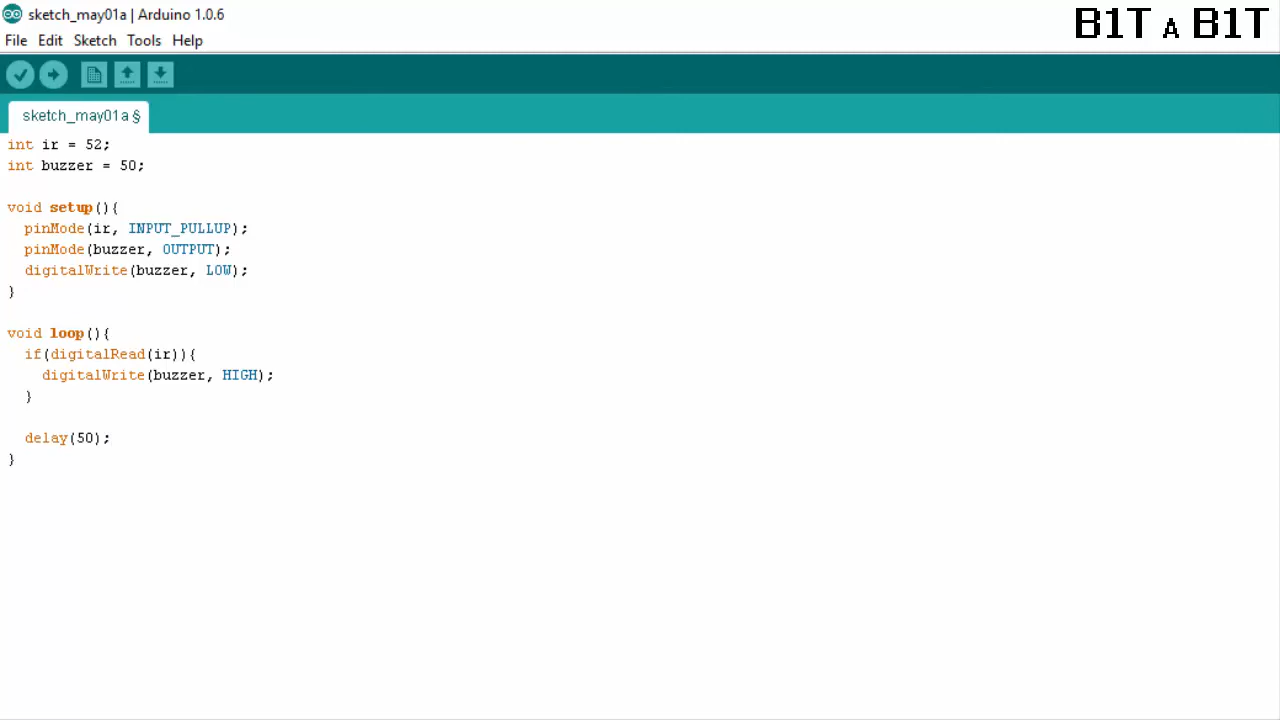 sketch_may01a | Arduino 1.0.6
B1T A B1T
File Edit Sketch Tools Help
sketch_may01a §
int ir = 52;
int buzzer = 50;
void setup(){
  pinMode(ir, INPUT_PULLUP);
  pinMode(buzzer, OUTPUT);
  digitalWrite(buzzer, LOW);
}
void loop(){
  if(digitalRead(ir)){
    digitalWrite(buzzer, HIGH);
  }
  delay(50);
}